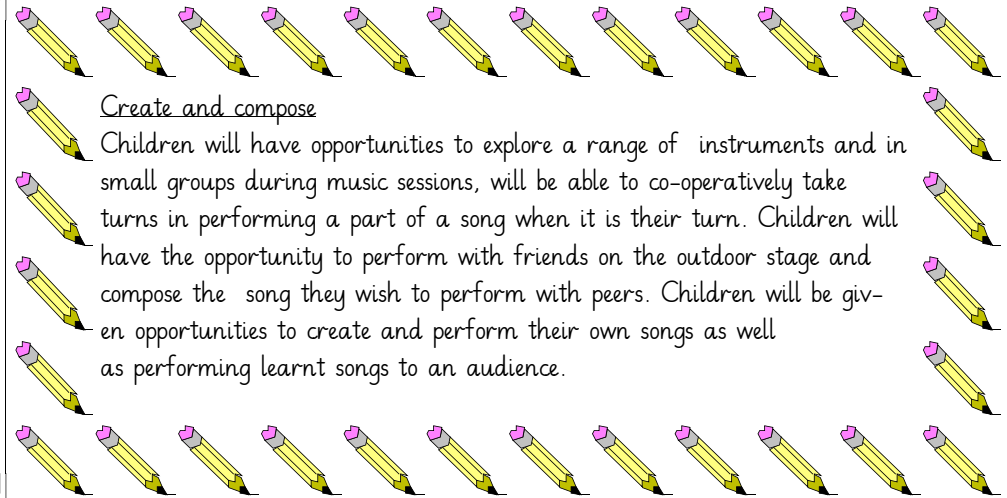 Create and compose
Children will have opportunities to explore a range of  instruments and in
small groups during music sessions, will be able to co-operatively take
turns in performing a part of a song when it is their turn. Children will
have the opportunity to perform with friends on the outdoor stage and
compose the  song they wish to perform with peers. Children will be giv-
en opportunities to create and perform their own songs as well
as performing learnt songs to an audience.